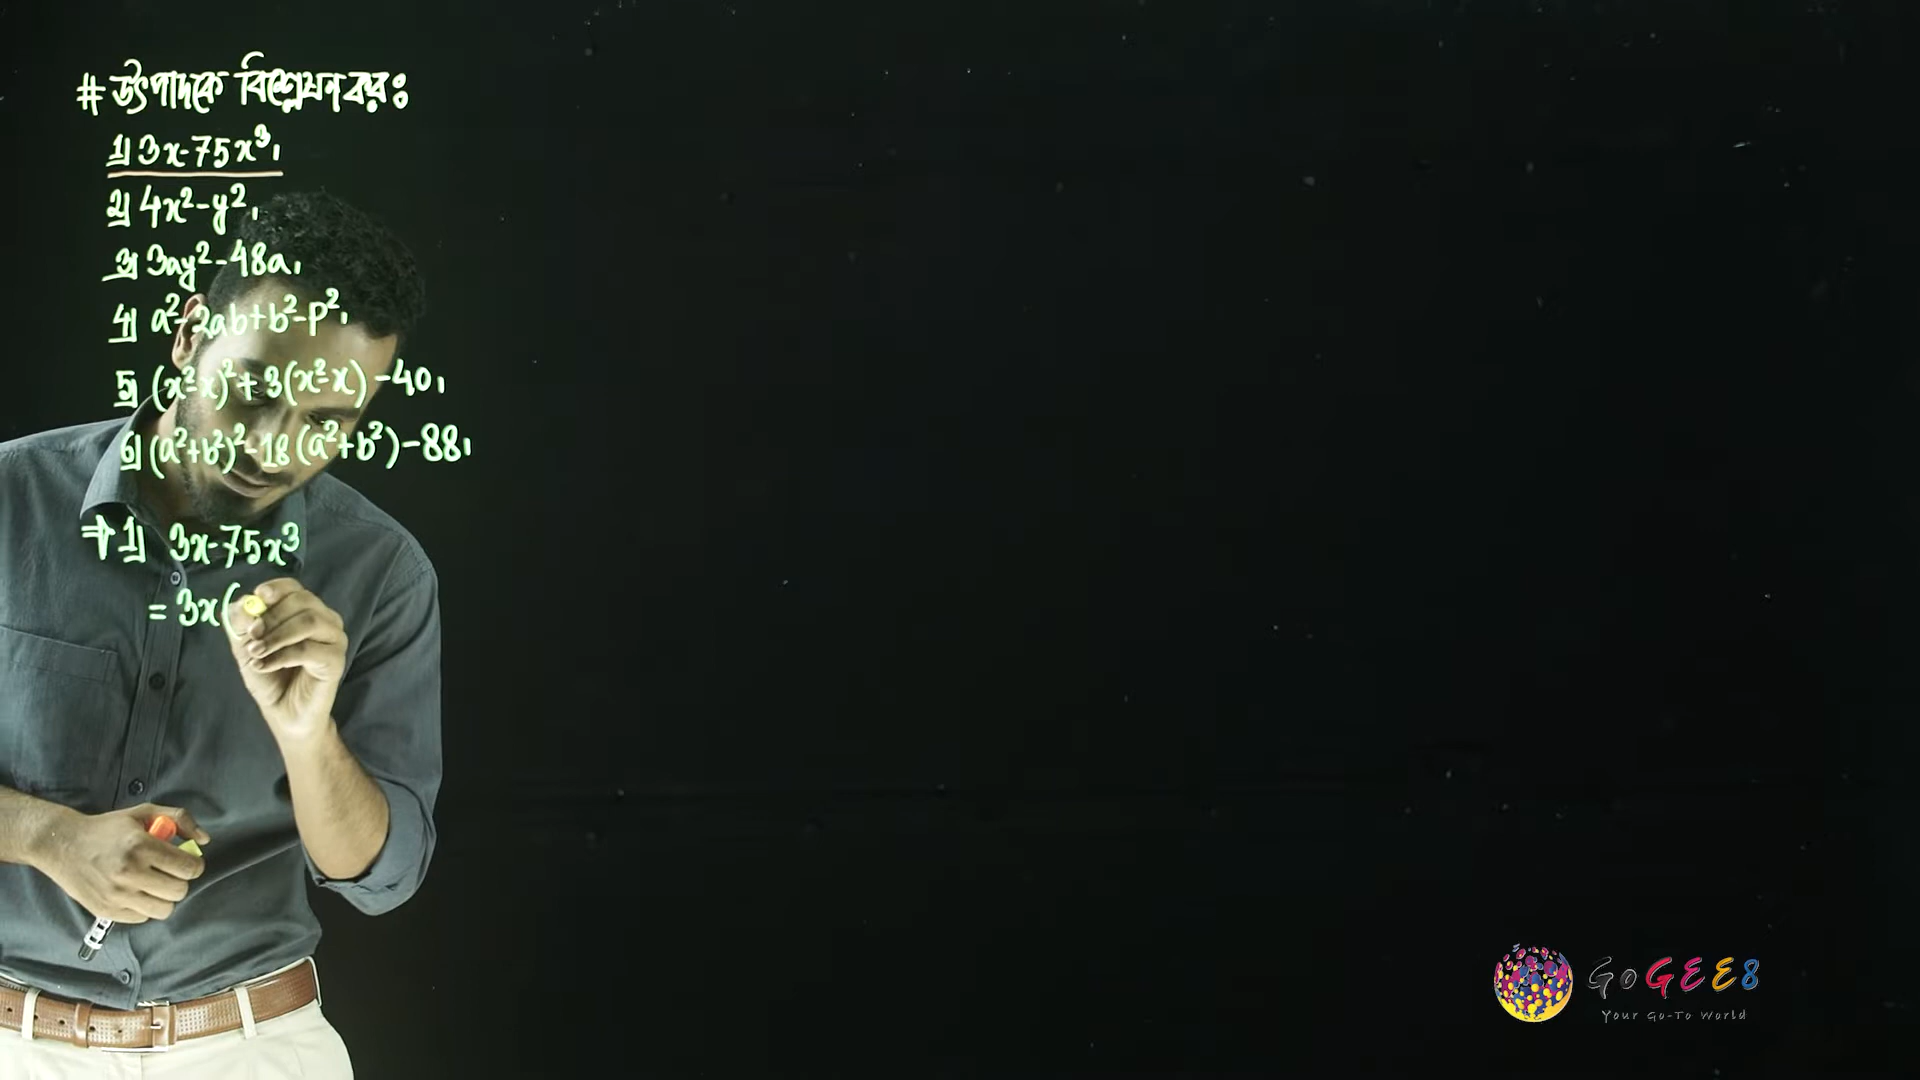 # উৎপাদকে বিশ্লেষন কর :
1) 3x-75x³,
2) 4x²-y²,
3) 3ay²-48a,
4) a²-2ab+b²-p²,
5) (x²-x)²+3(x²-x)-40,
6) (a²+b²)²-18(a²+b²)-88,
⇒ 1) 3x-75x³
= 3x(
GoGEE8
Your Go-To World